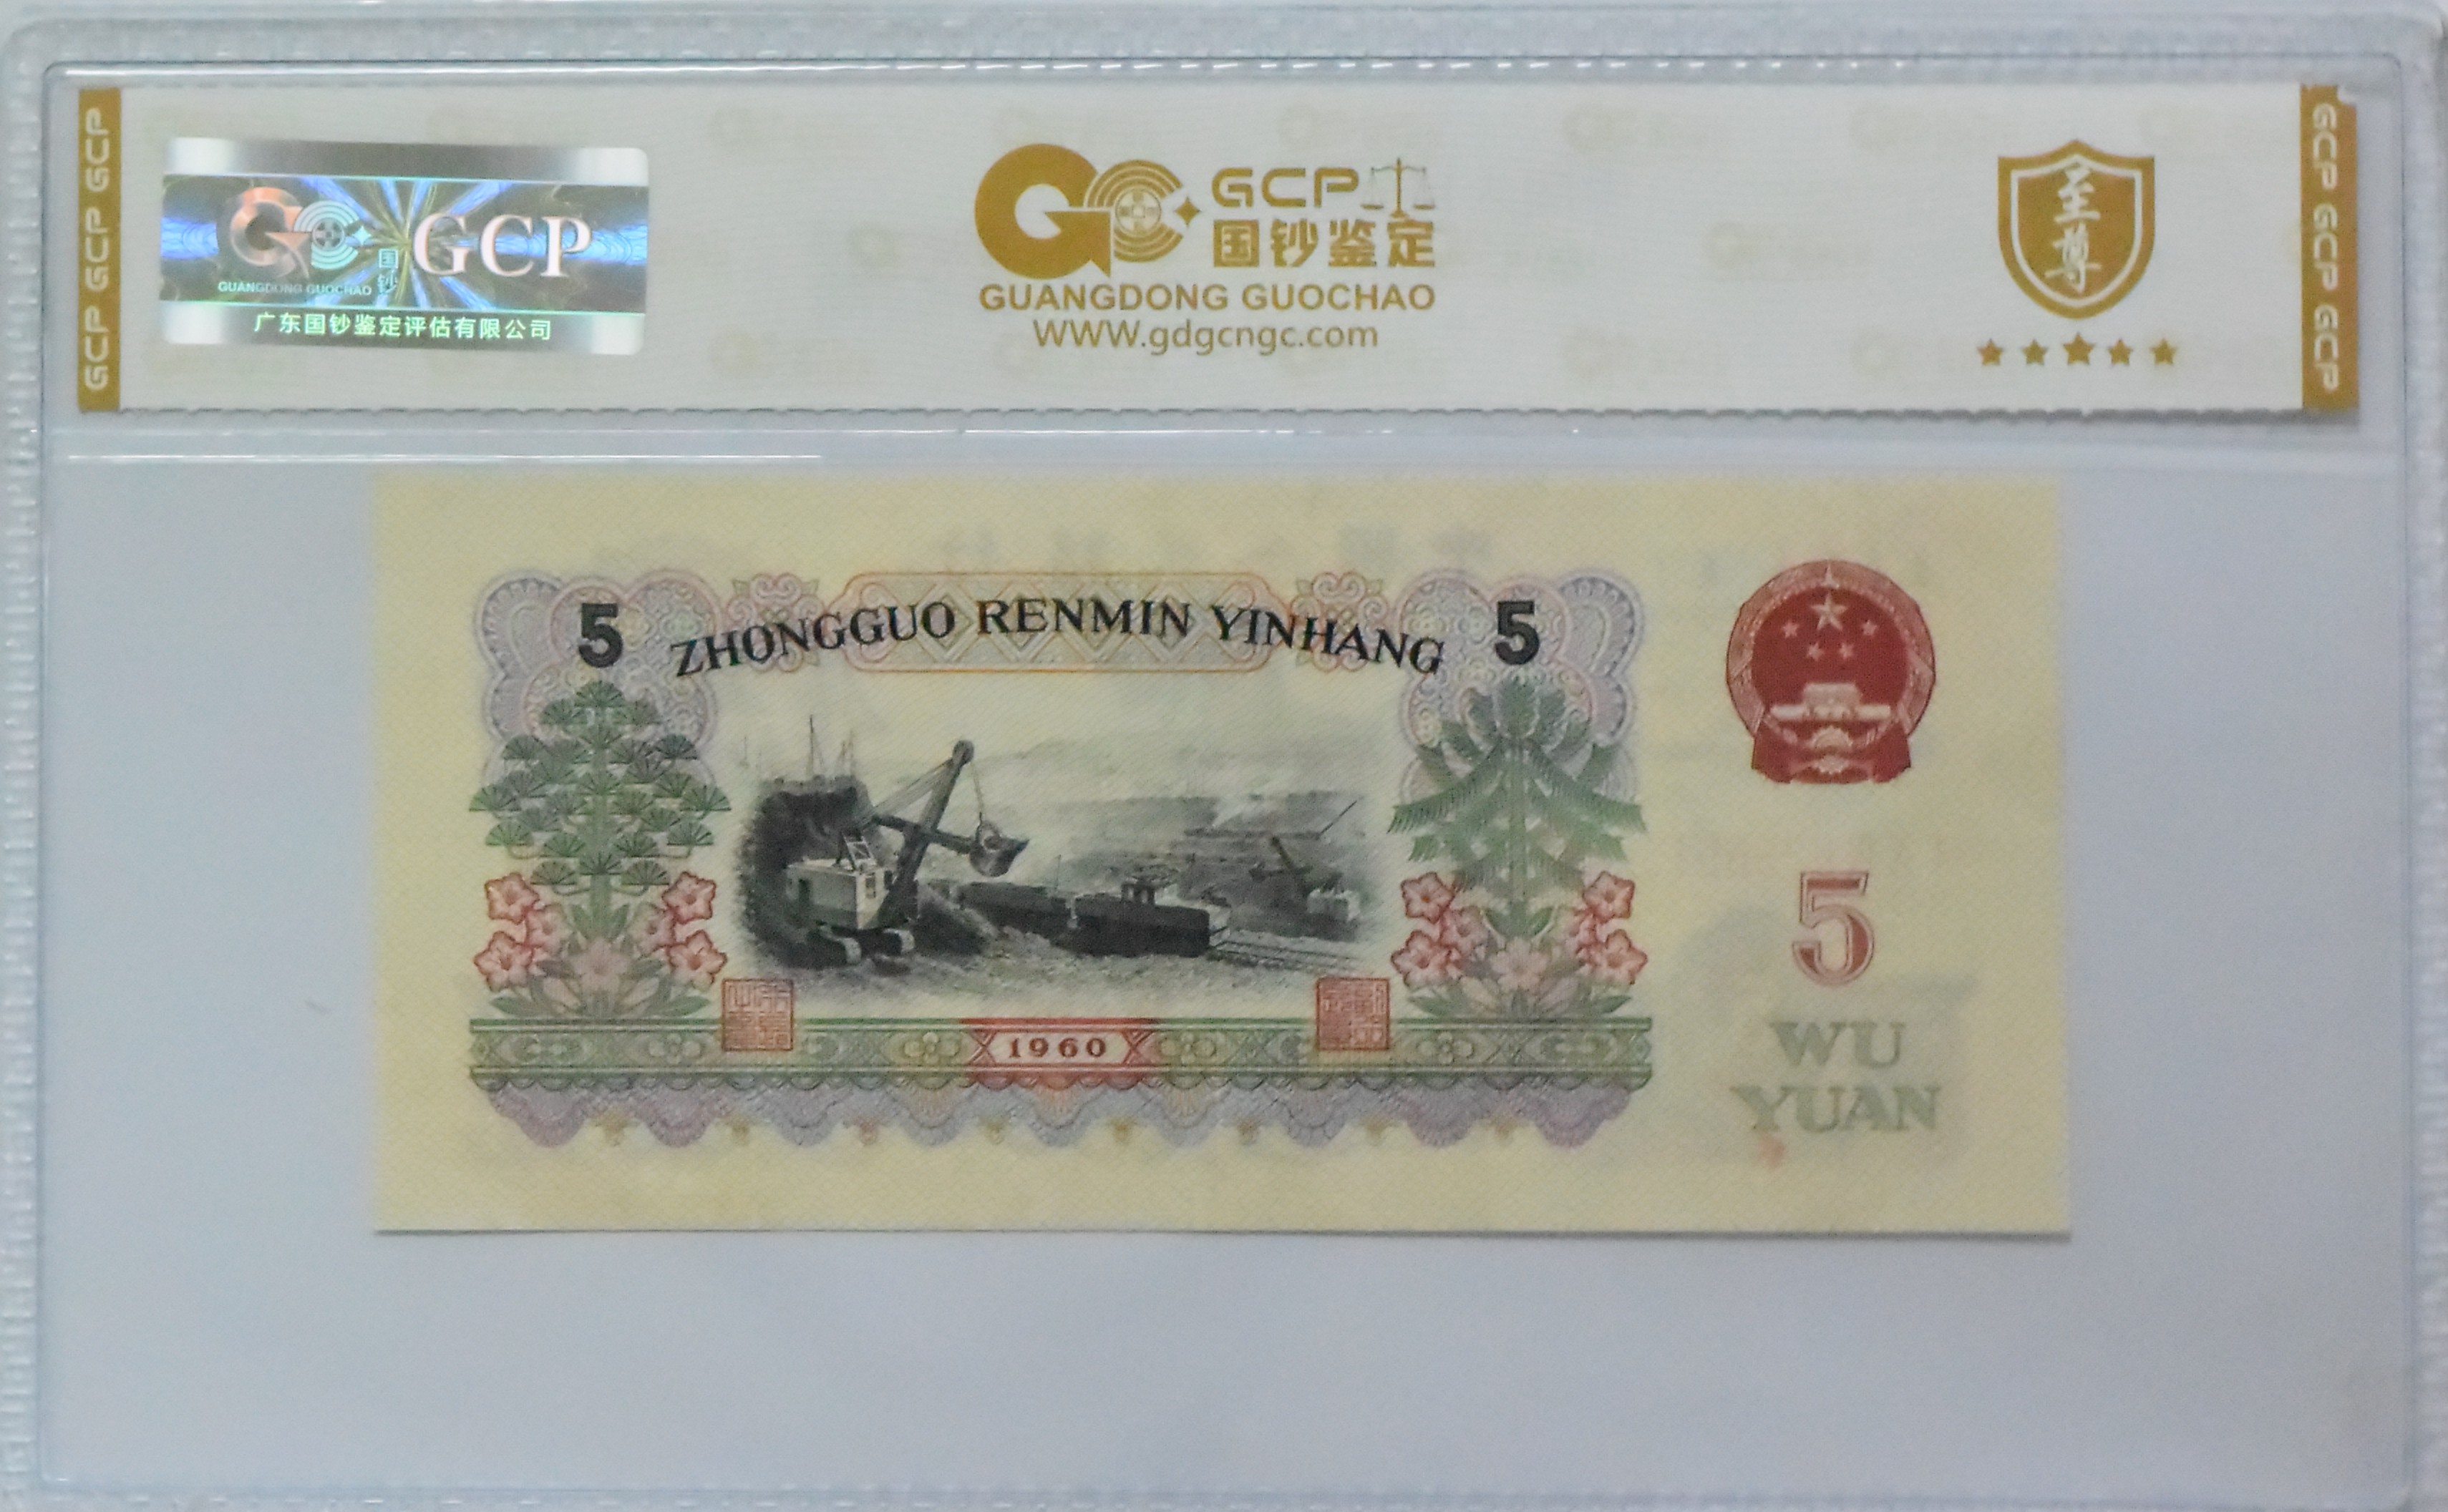 GCP GCP GCP
国钞
GCP
GUANGDONG GUOCHAO
广东国钞鉴定评估有限公司
GCP
国钞鉴定
GUANGDONG GUOCHAO
WWW.gdgcngc.com
至尊
GCP GCP GCP
5 ZHONGGUO RENMIN YINHANG 5
1960
5
WU
YUAN